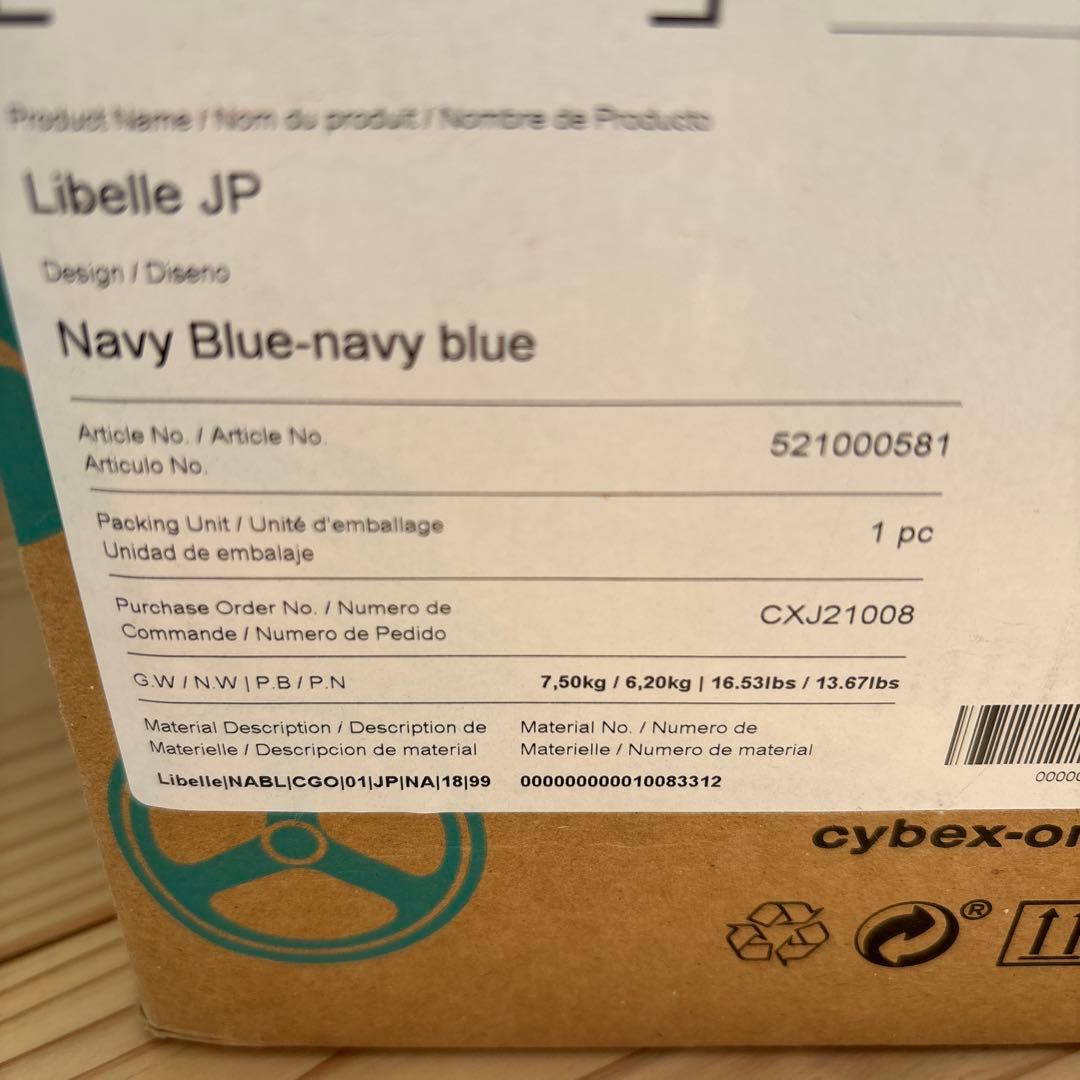 Product Name / Nom du produit / Nombre de Producto
Libelle JP
Design / Diseno
Navy Blue-navy blue
Article No. / Article No.
Articulo No.
521000581
Packing Unit / Unité d'emballage
Unidad de embalaje
1 pc
Purchase Order No. / Numero de
Commande / Numero de Pedido
CXJ21008
G.W / N.W | P.B / P.N
7,50kg / 6,20kg | 16.53lbs / 13.67lbs
Material Description / Description de
Materielle / Descripcion de material
Material No. / Numero de
Materielle / Numero de material
Libelle|NABL|CGO|01|JP|NA|18|99
000000000010083312
0000
cybex-o
®